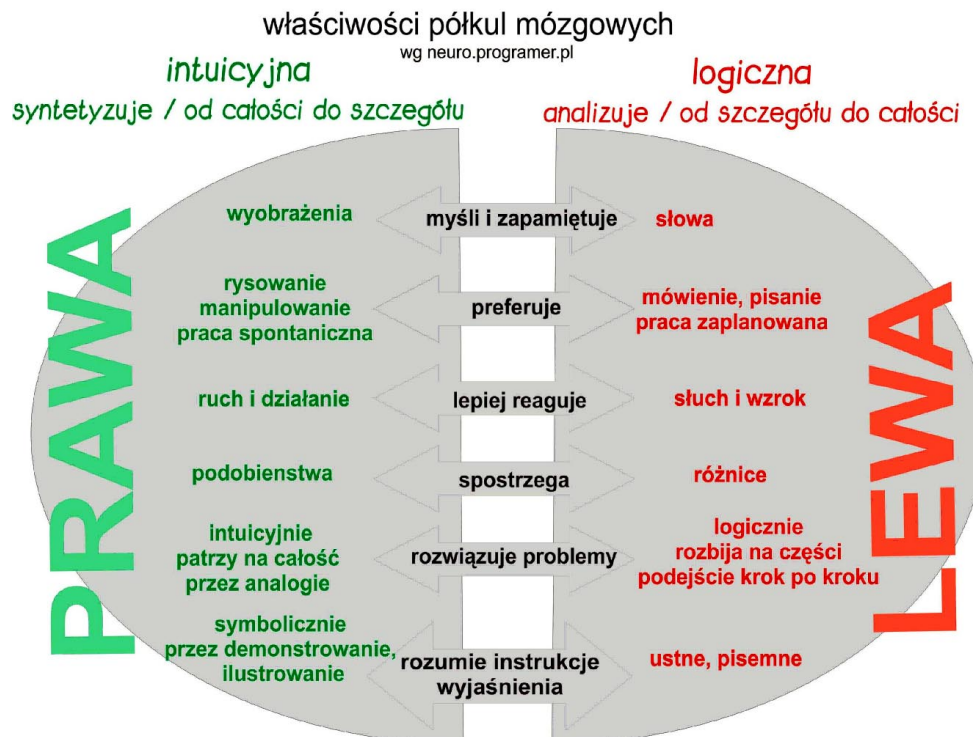 właściwości półkul mózgowych
wg neuro.programer.pl
intuicyjna
syntetyzuje / od całości do szczegółu
logiczna
analizuje / od szczegółu do całości
PRAWA
LEWA
wyobrażenia
myśli i zapamiętuje
słowa
rysowanie
manipulowanie
praca spontaniczna
preferuje
mówienie, pisanie
praca zaplanowana
ruch i działanie
lepiej reaguje
słuch i wzrok
podobienstwa
spostrzega
różnice
intuicyjnie
patrzy na całość
przez analogie
rozwiązuje problemy
logicznie
rozbija na części
podejście krok po kroku
symbolicznie
przez demonstrowanie,
ilustrowanie
rozumie instrukcje
wyjaśnienia
ustne, pisemne